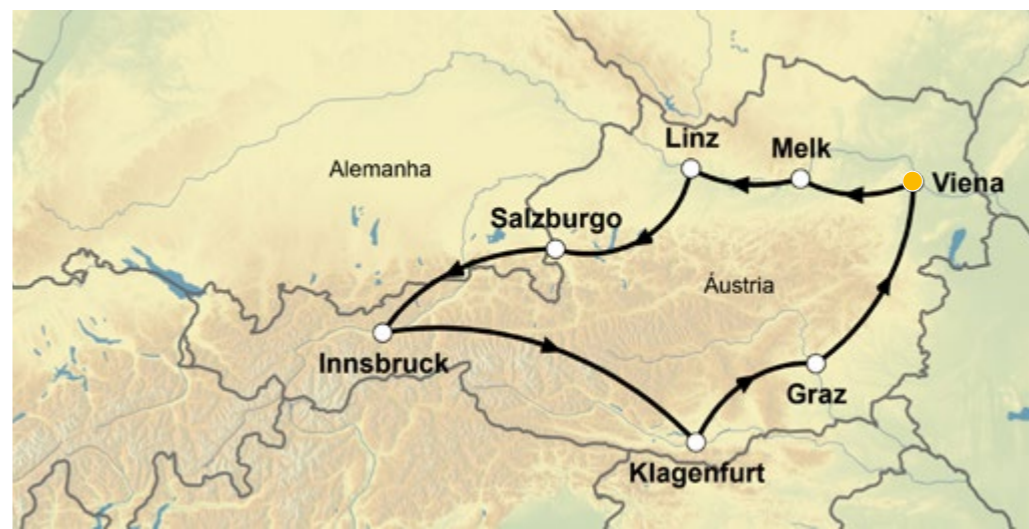 Linz
Melk
Alemanha
Viena
Salzburgo
Áustria
Innsbruck
Graz
Klagenfurt